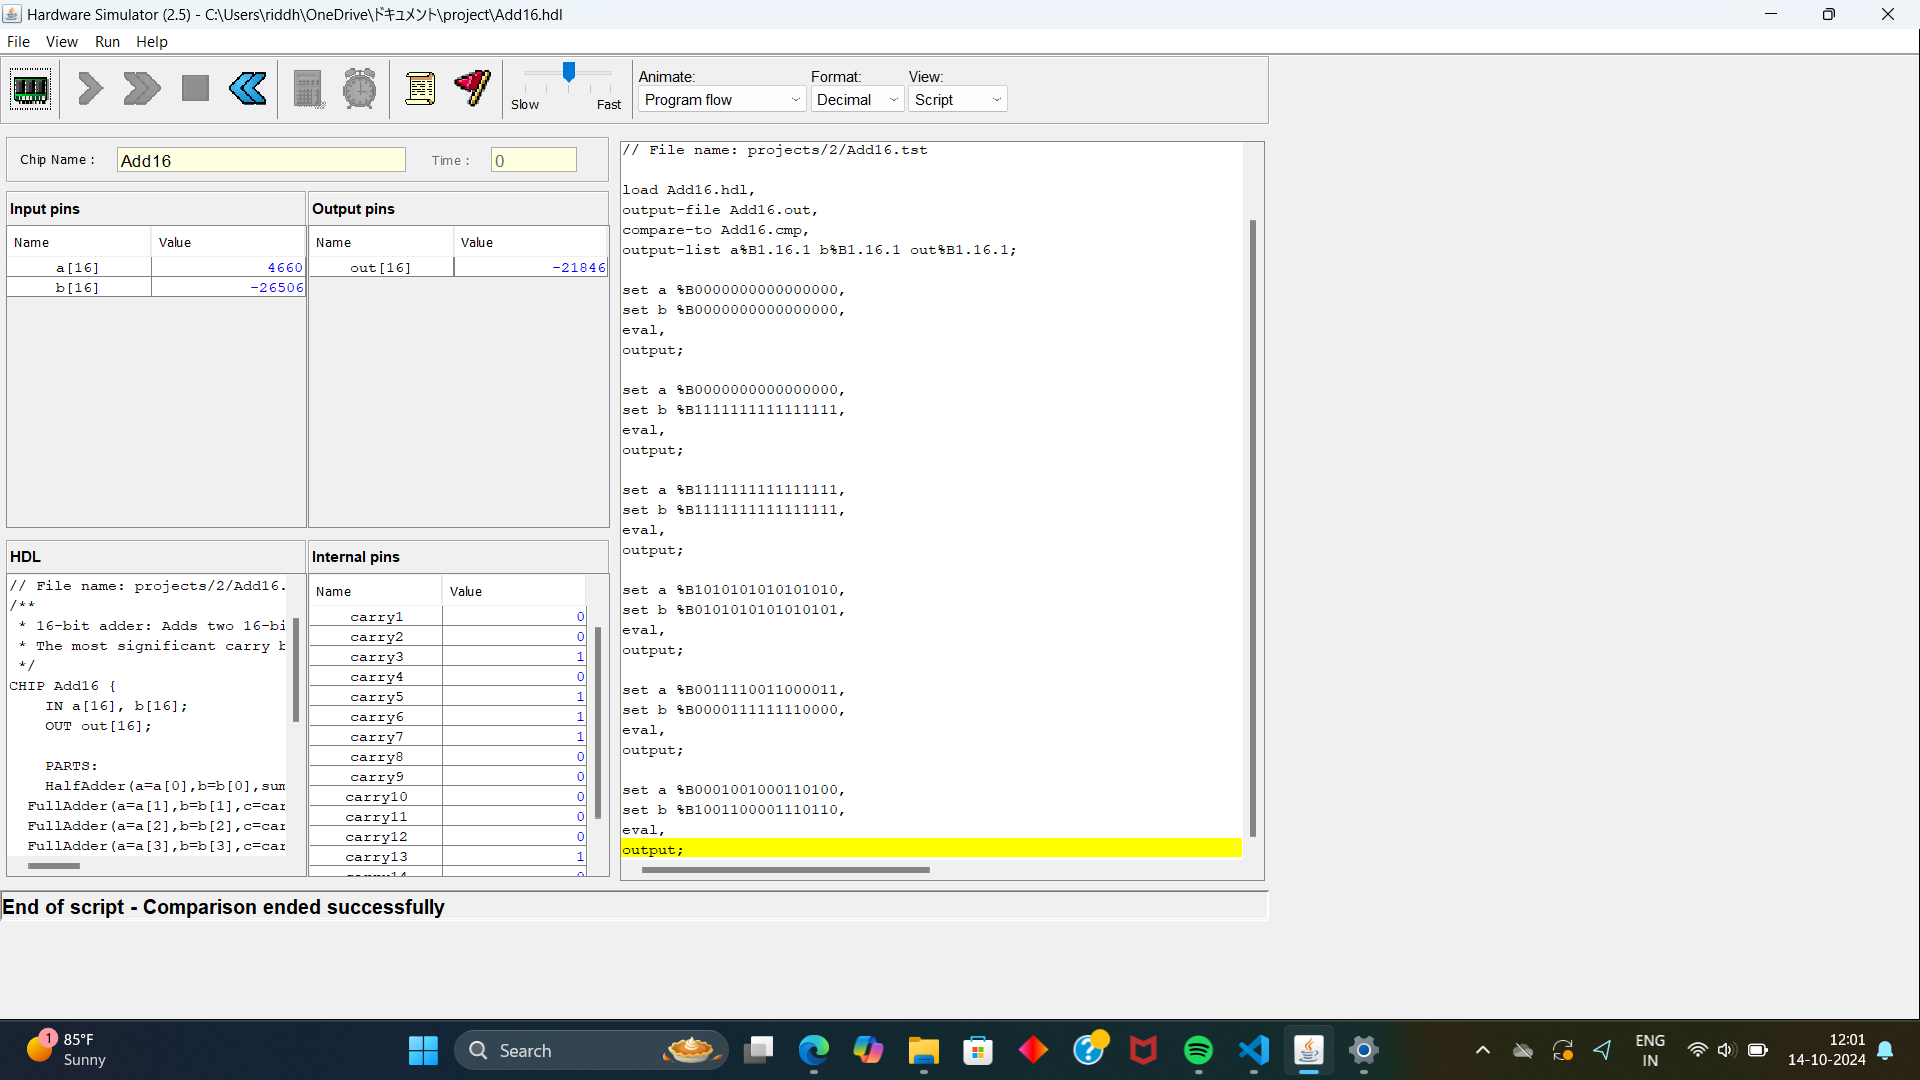 Hardware Simulator (2.5) - C:\Users\riddh\OneDrive\ドキュメント\project\Add16.hdl
File View Run Help
Slow Fast
Animate: Format: View:
Program flow Decimal Script
Chip Name : Add16 Time : 0
Input pins
Name Value
a[16] 4660
b[16] -26506
Output pins
Name Value
out[16] -21846
HDL
// File name: projects/2/Add16.
/**
* 16-bit adder: Adds two 16-bi
* The most significant carry b
*/
CHIP Add16 {
IN a[16], b[16];
OUT out[16];
PARTS:
HalfAdder(a=a[0],b=b[0],sum
FullAdder(a=a[1],b=b[1],c=car
FullAdder(a=a[2],b=b[2],c=car
FullAdder(a=a[3],b=b[3],c=car
Internal pins
Name Value
carry1 0
carry2 0
carry3 1
carry4 0
carry5 1
carry6 1
carry7 1
carry8 0
carry9 0
carry10 0
carry11 0
carry12 0
carry13 1
carry14 0
// File name: projects/2/Add16.tst
load Add16.hdl,
output-file Add16.out,
compare-to Add16.cmp,
output-list a%B1.16.1 b%B1.16.1 out%B1.16.1;
set a %B0000000000000000,
set b %B0000000000000000,
eval,
output;
set a %B0000000000000000,
set b %B1111111111111111,
eval,
output;
set a %B1111111111111111,
set b %B1111111111111111,
eval,
output;
set a %B1010101010101010,
set b %B0101010101010101,
eval,
output;
set a %B0011110011000011,
set b %B0000111111110000,
eval,
output;
set a %B0001001000110100,
set b %B1001100001110110,
eval,
output;
End of script - Comparison ended successfully
1
85°F
Sunny
Search
ENG
IN
12:01
14-10-2024